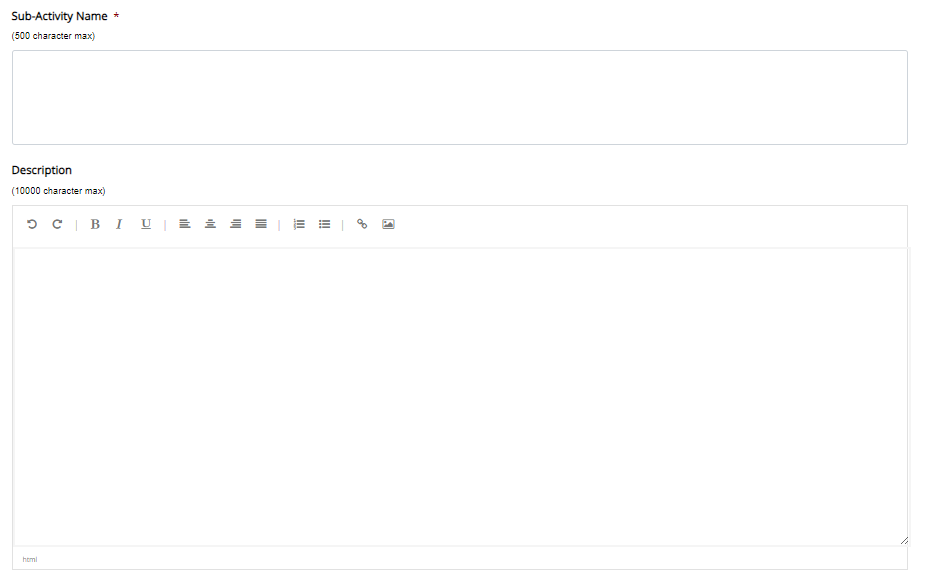 Sub-Activity Name *
(500 character max)
Description
(10000 character max)
B I U
html